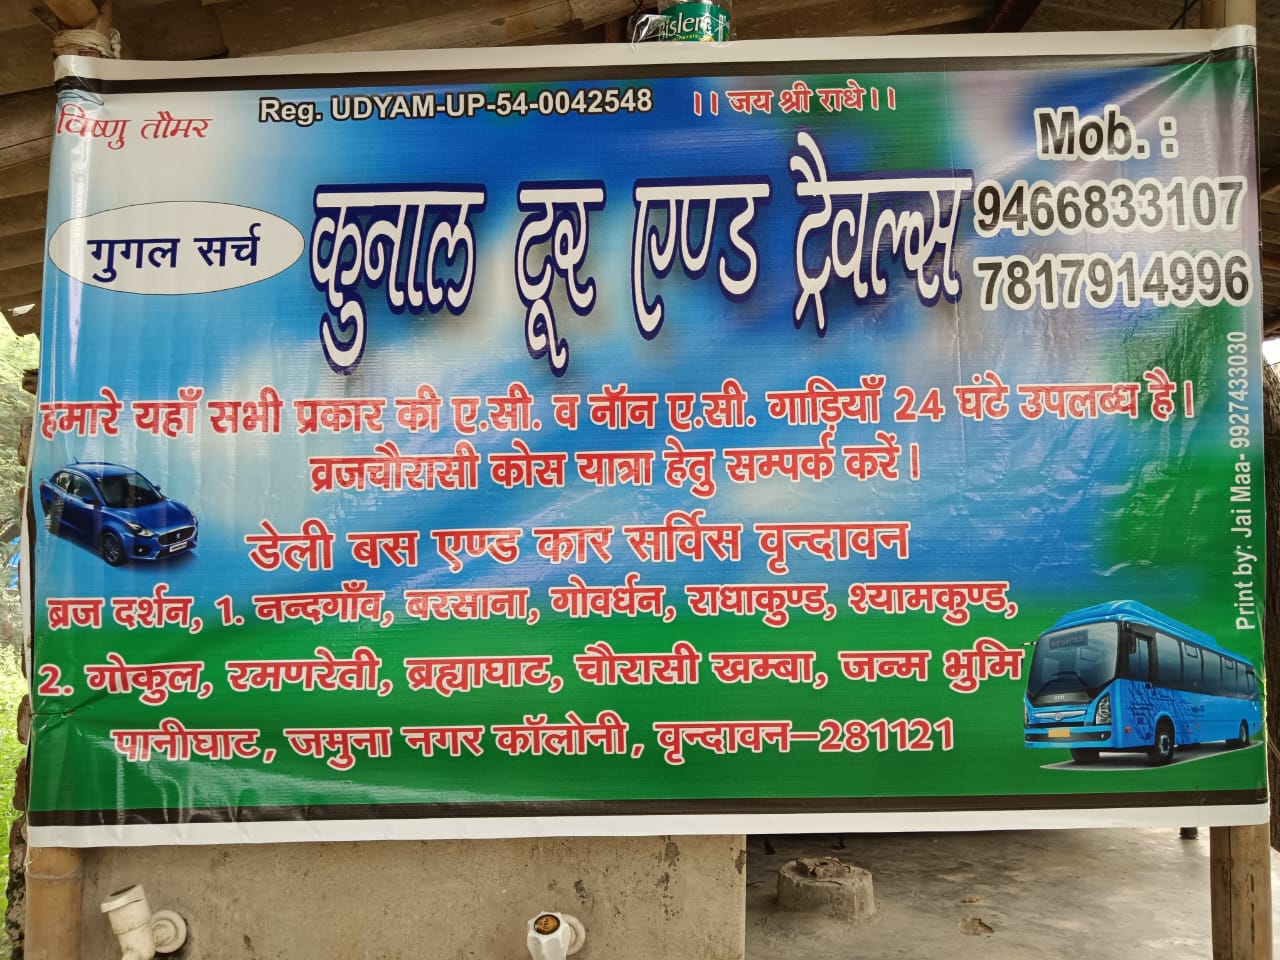 Bisleri
Reg. UDYAM-UP-54-0042548 ।। जय श्री राधे।।
विष्णु तौमर
Mob. :
गुगल सर्च
कुनाल टूर एण्ड ट्रैवल्स
9466833107
7817914996
हमारे यहाँ सभी प्रकार की ए.सी. व नॉन ए.सी. गाड़ियाँ 24 घंटे उपलब्ध है।
व्रजचौरासी कोस यात्रा हेतु सम्पर्क करें।
डेली बस एण्ड कार सर्विस वृन्दावन
ब्रज दर्शन, 1. नन्दगाँव, बरसाना, गोवर्धन, राधाकुण्ड, श्यामकुण्ड,
2. गोकुल, रमणरेती, ब्रह्माघाट, चौरासी खम्बा, जन्म भुमि
पानीघाट, जमुना नगर कॉलोनी, वृन्दावन–281121
Print by: Jai Maa- 9927433030